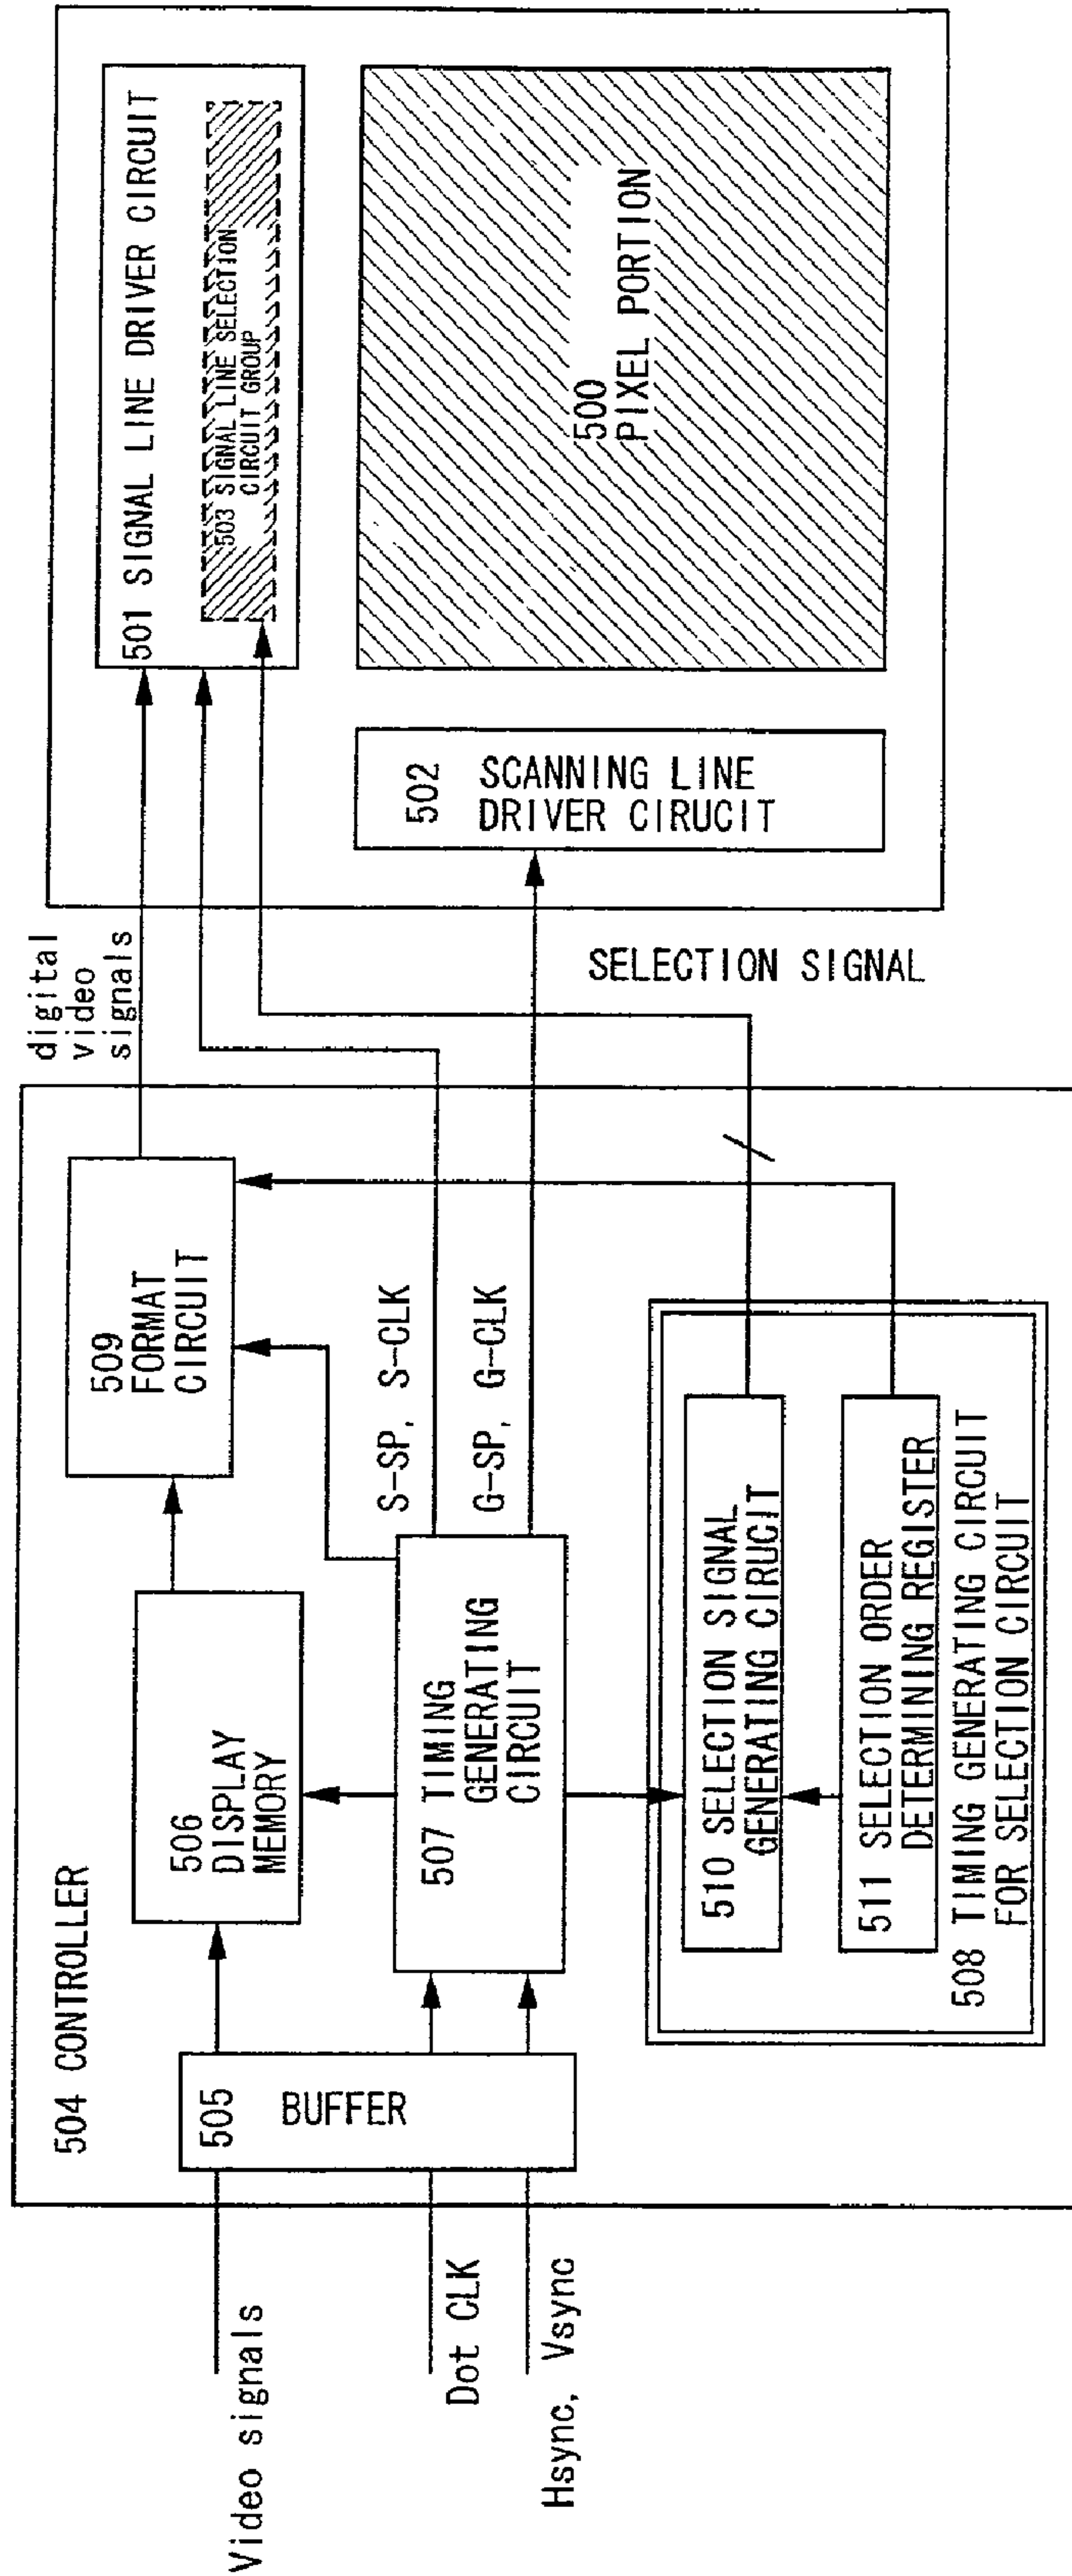 504 CONTROLLER
Video signals
Dot CLK
Hsync, Vsync
505
BUFFER
506
DISPLAY
MEMORY
507 TIMING
GENERATING
CIRCUIT
509
FORMAT
CIRCUIT
S-SP, S-CLK
G-SP, G-CLK
510 SELECTION SIGNAL
GENERATING CIRUCIT
511 SELECTION ORDER
DETERMINING REGISTER
508 TIMING GENERATING CIRCUIT
FOR SELECTION CIRCUIT
digital
video
signals
SELECTION SIGNAL
501 SIGNAL LINE DRIVER CIRCUIT
503 SIGNAL LINE SELECTION
CIRCUIT GROUP
502 SCANNING LINE
DRIVER CIRUCIT
500
PIXEL PORTION